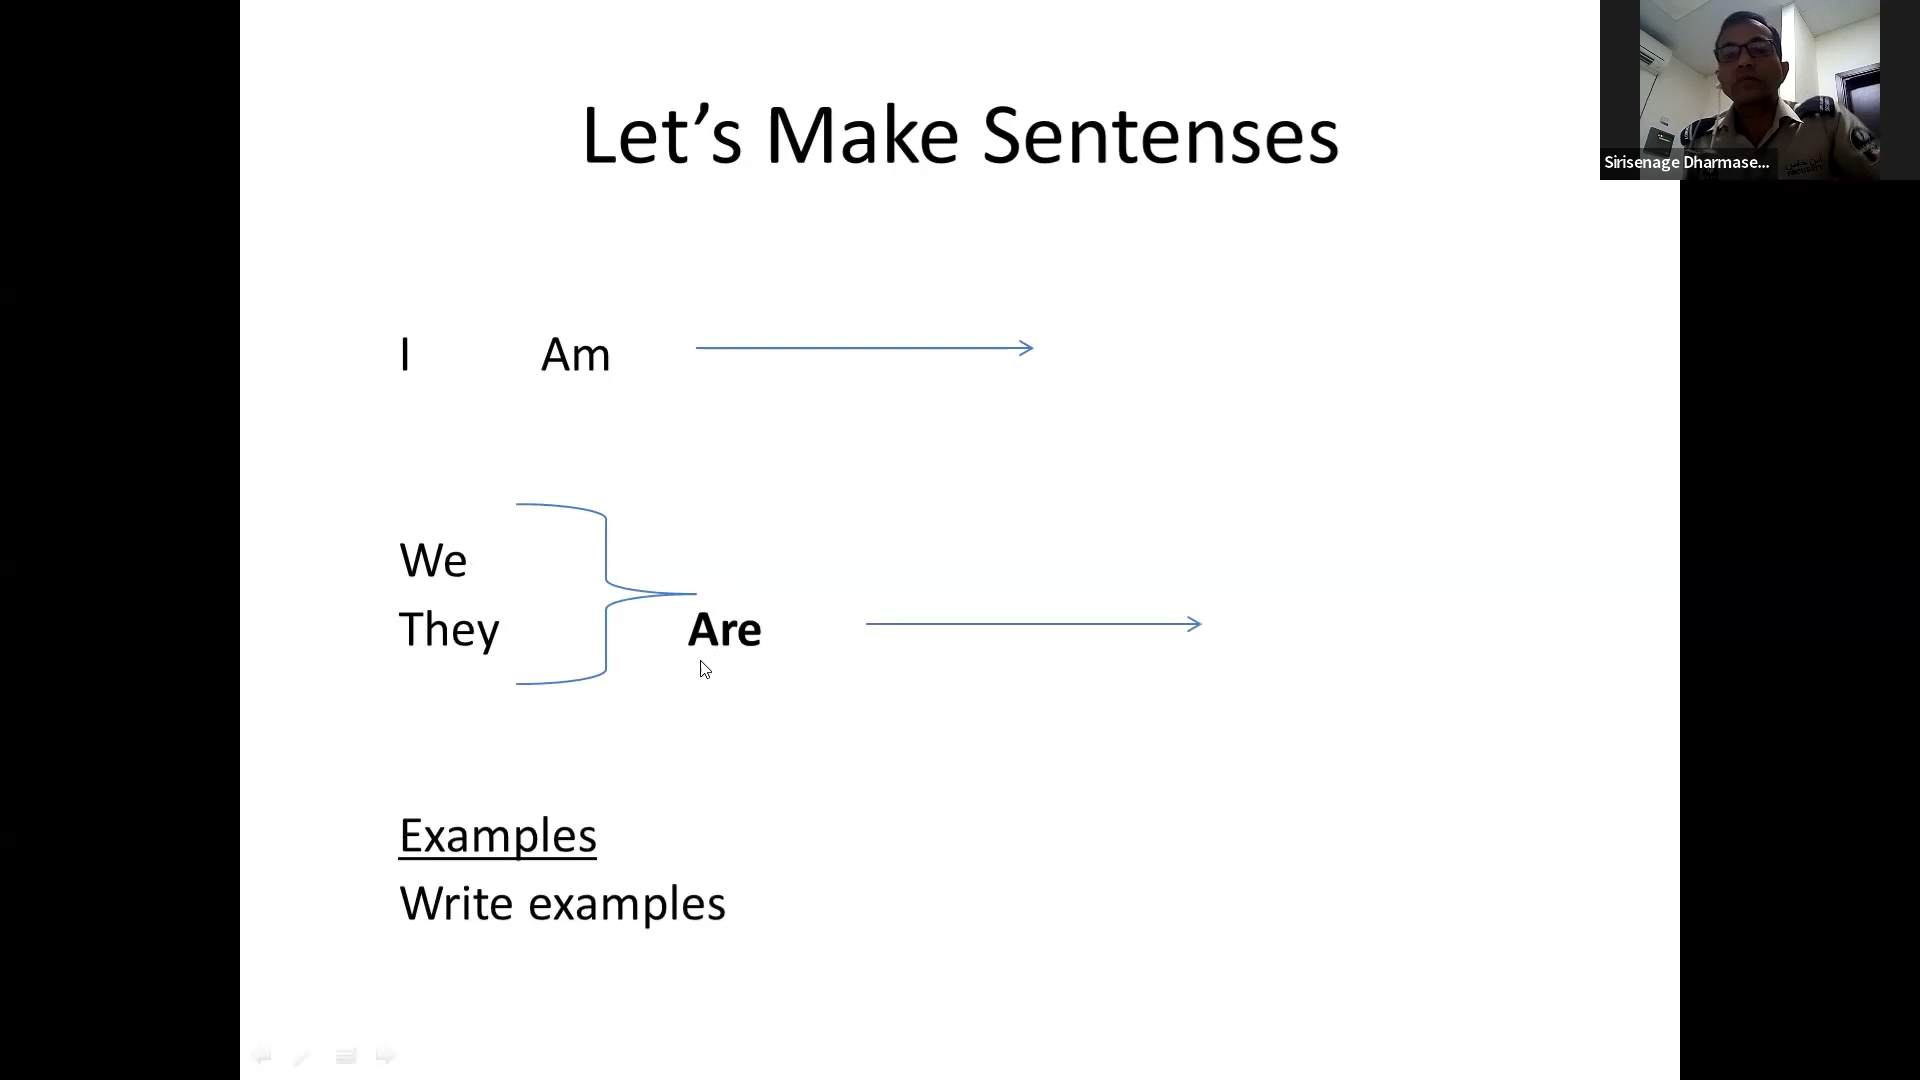 Let’s Make Sentenses
Sirisenage Dharmase...
I Am
We
They Are
Examples
Write examples